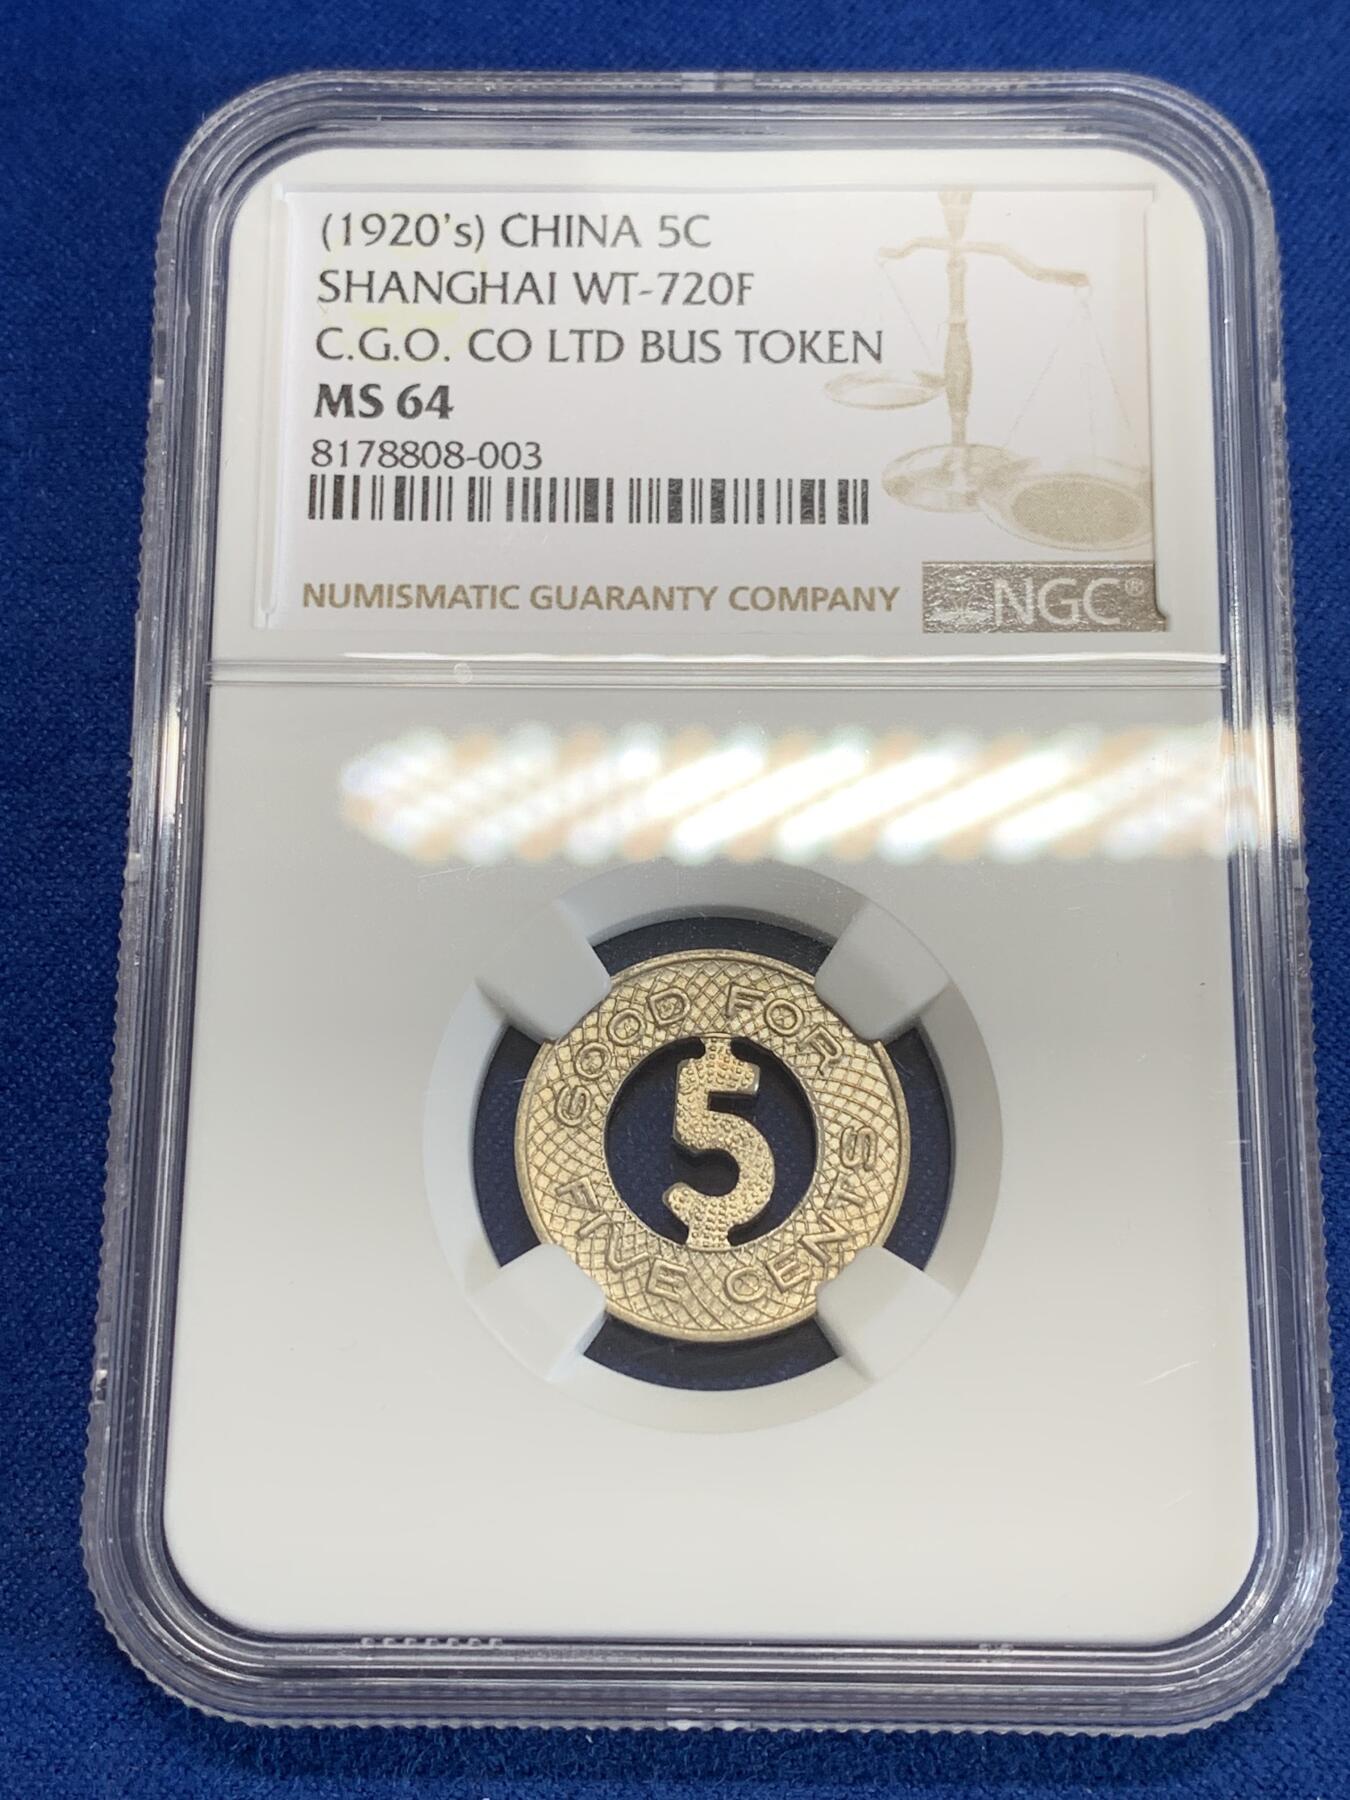 (1920's) CHINA 5C
SHANGHAI WT-720F
C.G.O. CO LTD BUS TOKEN
MS 64
8178808-003
NUMISMATIC GUARANTY COMPANY
NGC®
GOOD FOR
5
FIVE CENTS